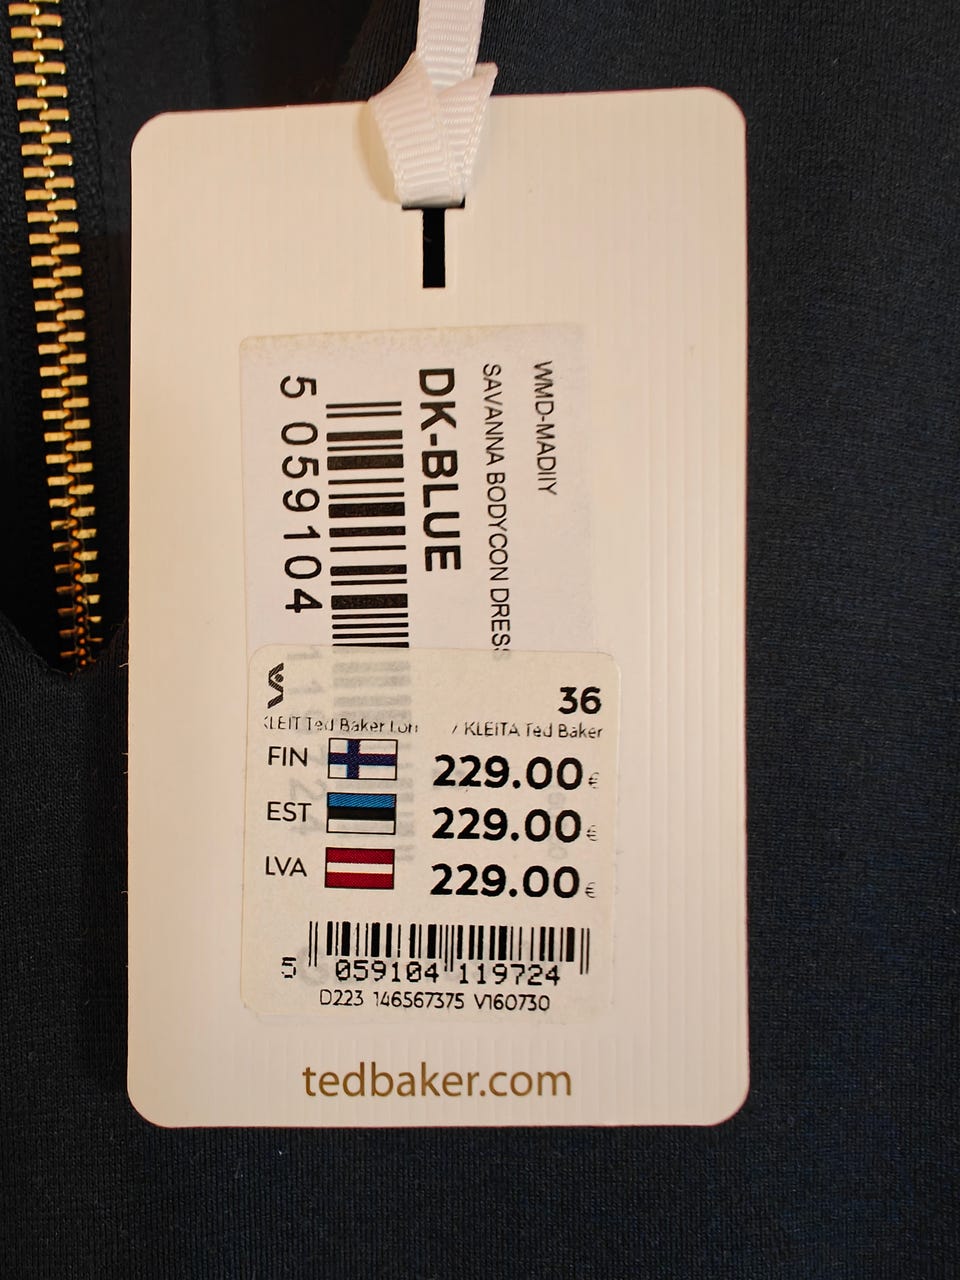 WMD-MADIIY
SAVANNA BODYCON DRESS
DK-BLUE
5 059104
36
KLEIT Ted Baker Lon / KLEITA Ted Baker
FIN 229.00 €
EST 229.00 €
LVA 229.00 €
5 059104 119724
D223 146567375 V160730
tedbaker.com